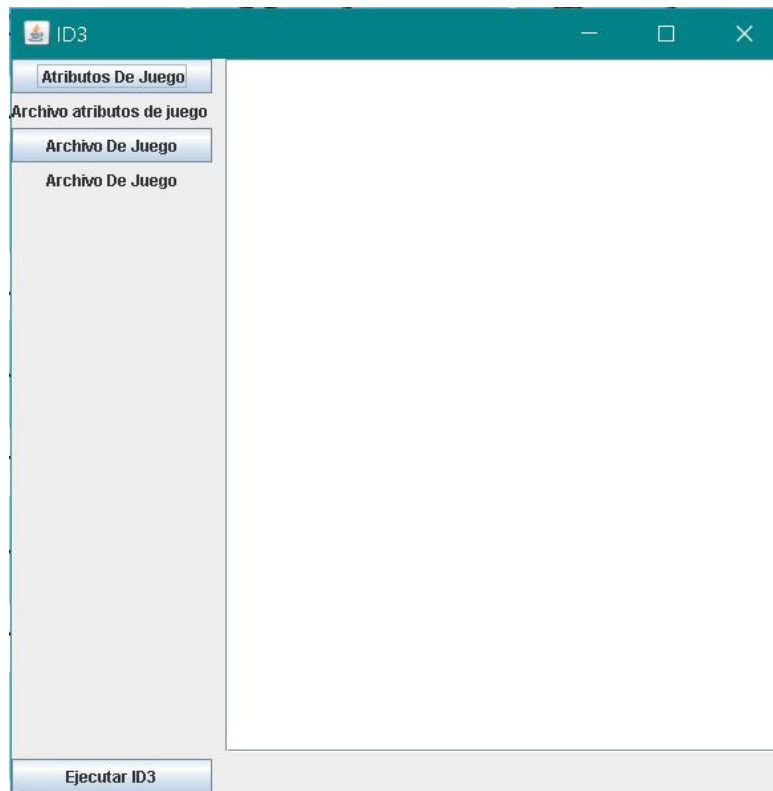 ID3
Atributos De Juego
Archivo atributos de juego
Archivo De Juego
Archivo De Juego
Ejecutar ID3